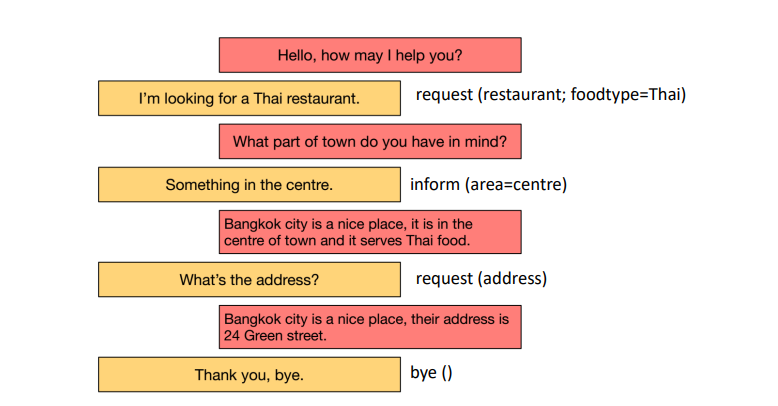 Hello, how may I help you?
I'm looking for a Thai restaurant.
request (restaurant; foodtype=Thai)
What part of town do you have in mind?
Something in the centre.
inform (area=centre)
Bangkok city is a nice place, it is in the
centre of town and it serves Thai food.
What's the address?
request (address)
Bangkok city is a nice place, their address is
24 Green street.
Thank you, bye.
bye ()